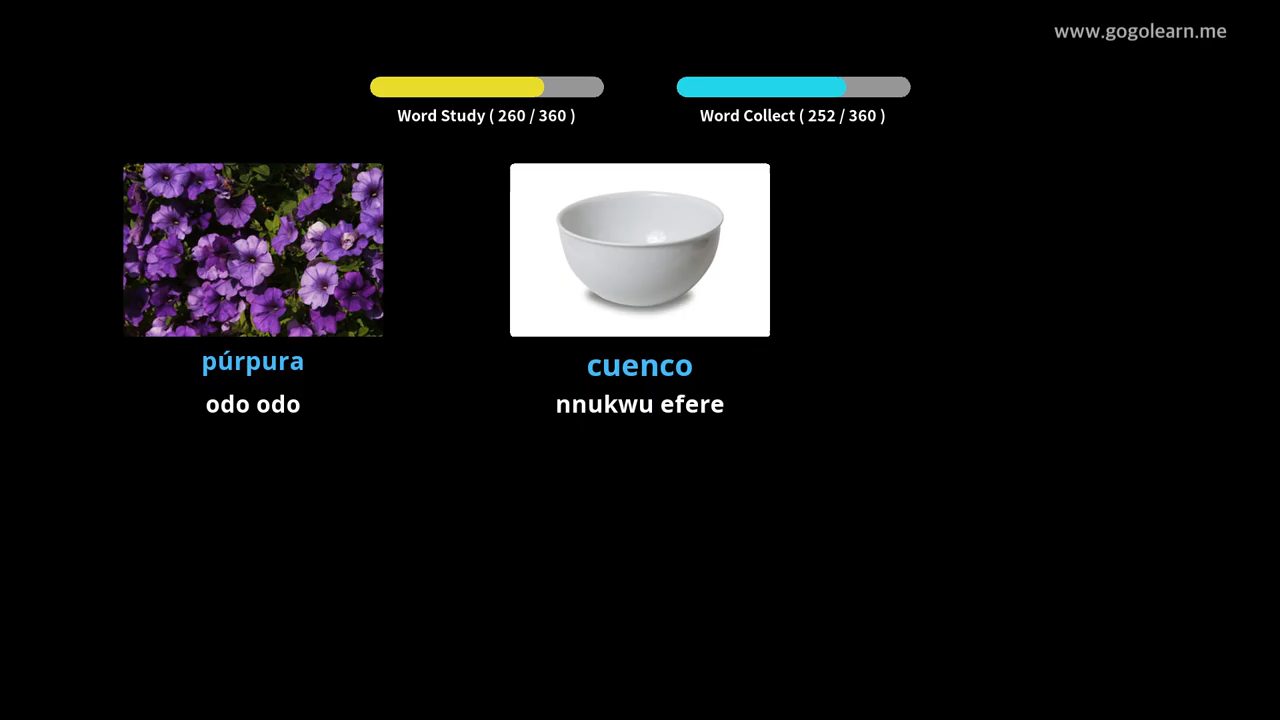 www.gogolearn.me
Word Study ( 260 / 360 )
Word Collect ( 252 / 360 )
púrpura
odo odo
cuenco
nnukwu efere